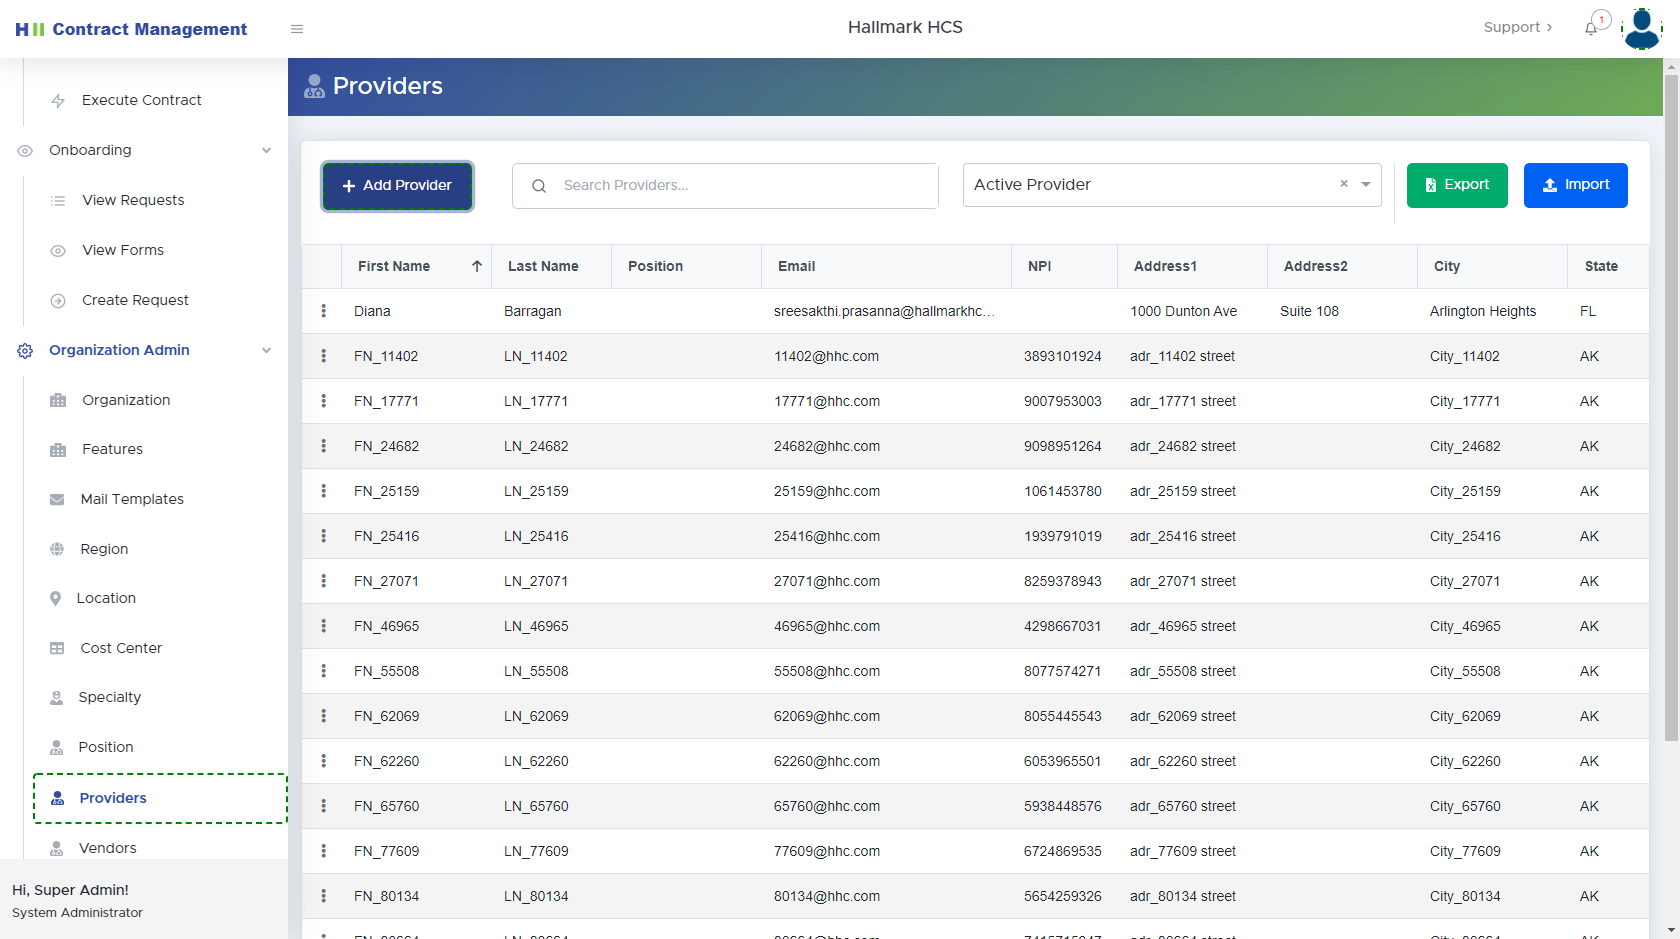 Contract Management
Hallmark HCS
Support
1
Execute Contract
Onboarding
View Requests
View Forms
Create Request
Organization Admin
Organization
Features
Mail Templates
Region
Location
Cost Center
Specialty
Position
Providers
Vendors
Hi, Super Admin!
System Administrator
Providers
Add Provider
Search Providers...
Active Provider
Export
Import
First Name Last Name Position Email NPI Address1 Address2 City State
Diana Barragan sreesakthi.prasanna@hallmarkhc... 1000 Dunton Ave Suite 108 Arlington Heights FL
FN_11402 LN_11402 11402@hhc.com 3893101924 adr_11402 street City_11402 AK
FN_17771 LN_17771 17771@hhc.com 9007953003 adr_17771 street City_17771 AK
FN_24682 LN_24682 24682@hhc.com 9098951264 adr_24682 street City_24682 AK
FN_25159 LN_25159 25159@hhc.com 1061453780 adr_25159 street City_25159 AK
FN_25416 LN_25416 25416@hhc.com 1939791019 adr_25416 street City_25416 AK
FN_27071 LN_27071 27071@hhc.com 8259378943 adr_27071 street City_27071 AK
FN_46965 LN_46965 46965@hhc.com 4298667031 adr_46965 street City_46965 AK
FN_55508 LN_55508 55508@hhc.com 8077574271 adr_55508 street City_55508 AK
FN_62069 LN_62069 62069@hhc.com 8055445543 adr_62069 street City_62069 AK
FN_62260 LN_62260 62260@hhc.com 6053965501 adr_62260 street City_62260 AK
FN_65760 LN_65760 65760@hhc.com 5938448576 adr_65760 street City_65760 AK
FN_77609 LN_77609 77609@hhc.com 6724869535 adr_77609 street City_77609 AK
FN_80134 LN_80134 80134@hhc.com 5654259326 adr_80134 street City_80134 AK